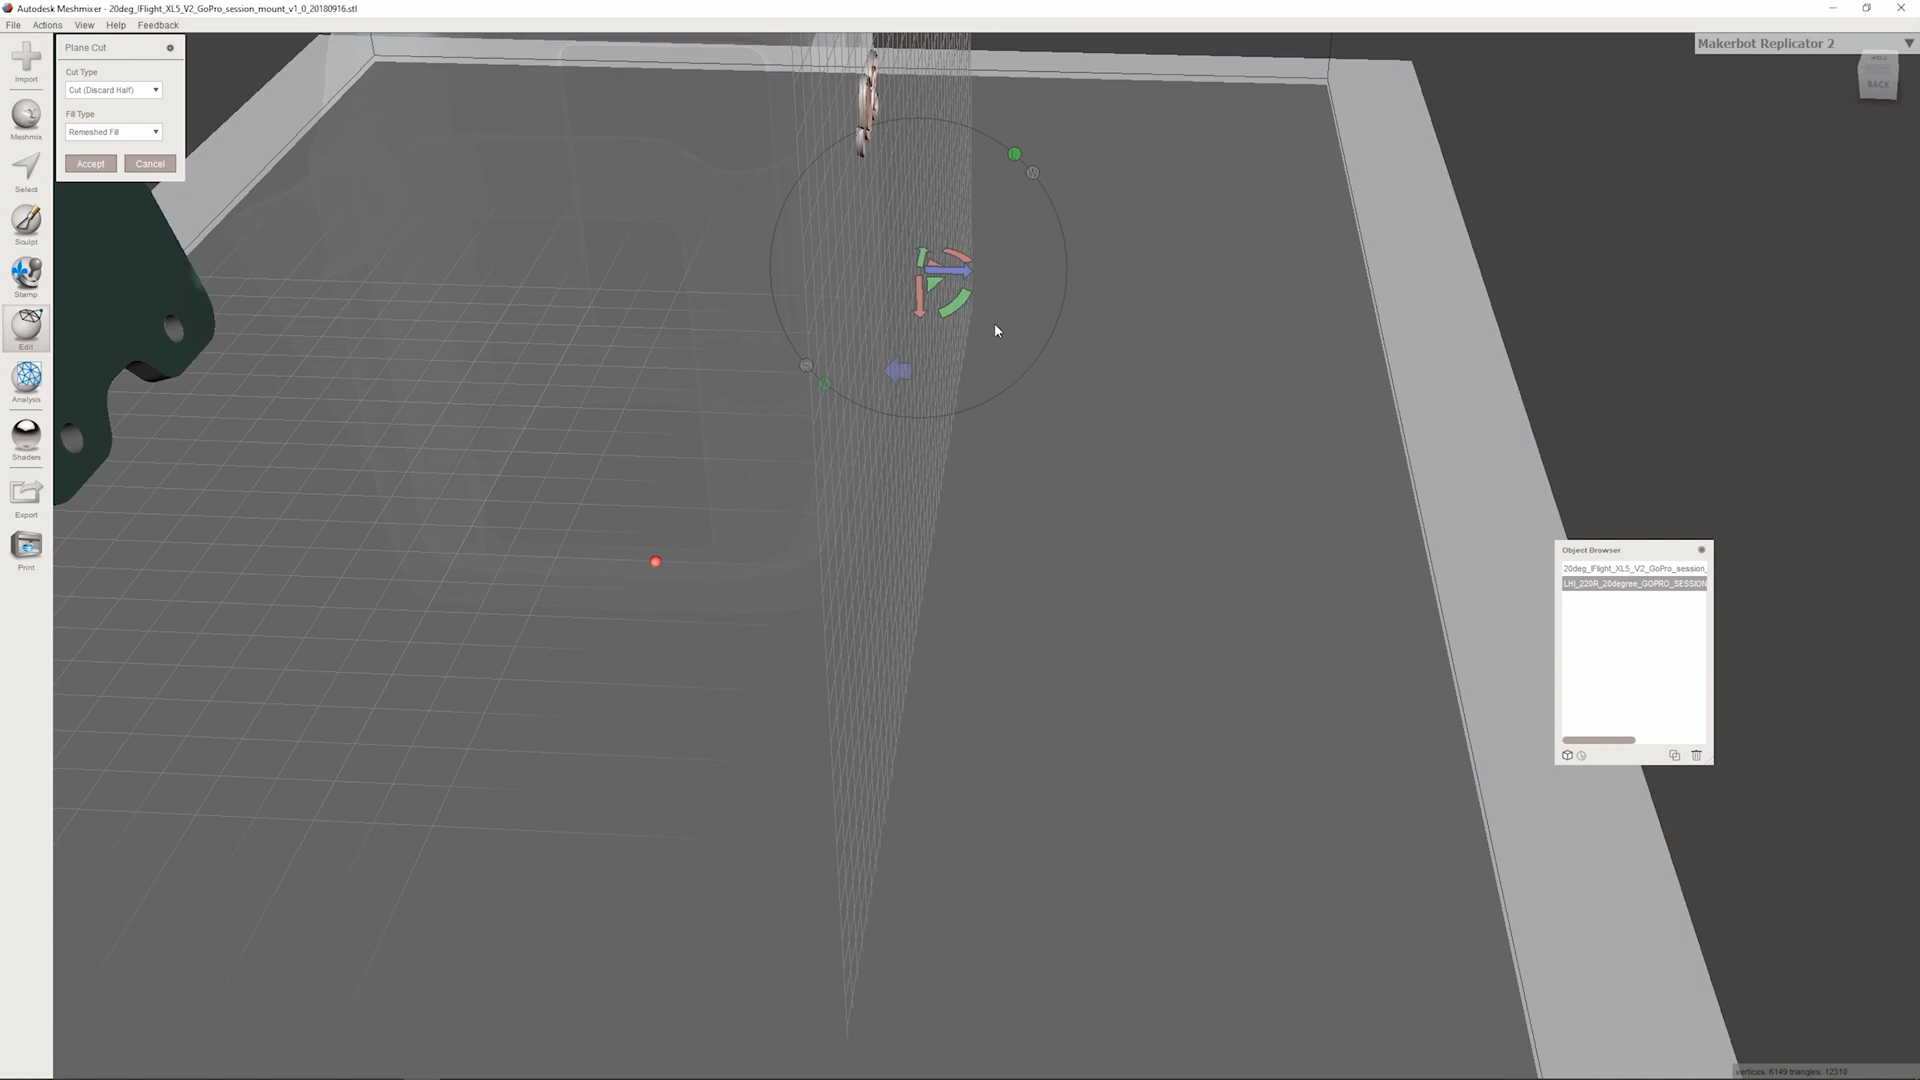 Autodesk Meshmixer - 20deg_IFlight_XL5_V2_GoPro_session_mount_v1_0_20180916.stl
File Actions View Help Feedback
Makerbot Replicator 2
BACK
Plane Cut
Cut Type
Cut (Discard Half)
Fill Type
Remeshed Fill
Accept Cancel
Import
Meshmix
Select
Sculpt
Stamp
Edit
Analysis
Shaders
Export
Print
W
Object Browser
20deg_IFlight_XL5_V2_GoPro_session_
LHI_220R_20degree_GOPRO_SESSION
vertices: 6149 triangles: 12310